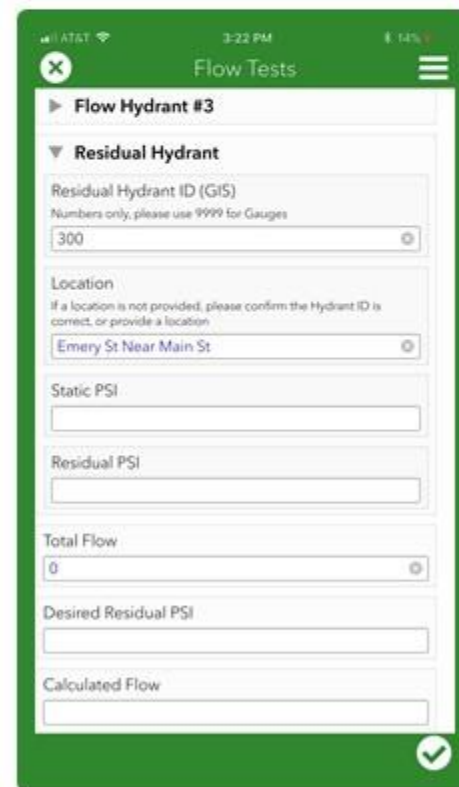 AT&T 3:22 PM 14%
Flow Tests
Flow Hydrant #3
Residual Hydrant
Residual Hydrant ID (GIS)
Numbers only, please use 9999 for Gauges
300
Location
If a location is not provided, please confirm the Hydrant ID is
correct, or provide a location
Emery St Near Main St
Static PSI
Residual PSI
Total Flow
0
Desired Residual PSI
Calculated Flow